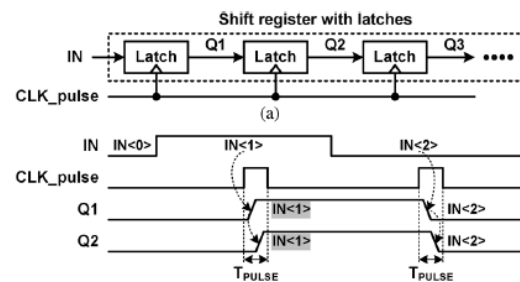 Shift register with latches
IN Latch Q1 Latch Q2 Latch Q3
CLK_pulse
(a)
IN IN<0> IN<1> IN<2>
CLK_pulse
Q1 IN<1> IN<2>
Q2 IN<1> IN<2>
TPULSE TPULSE